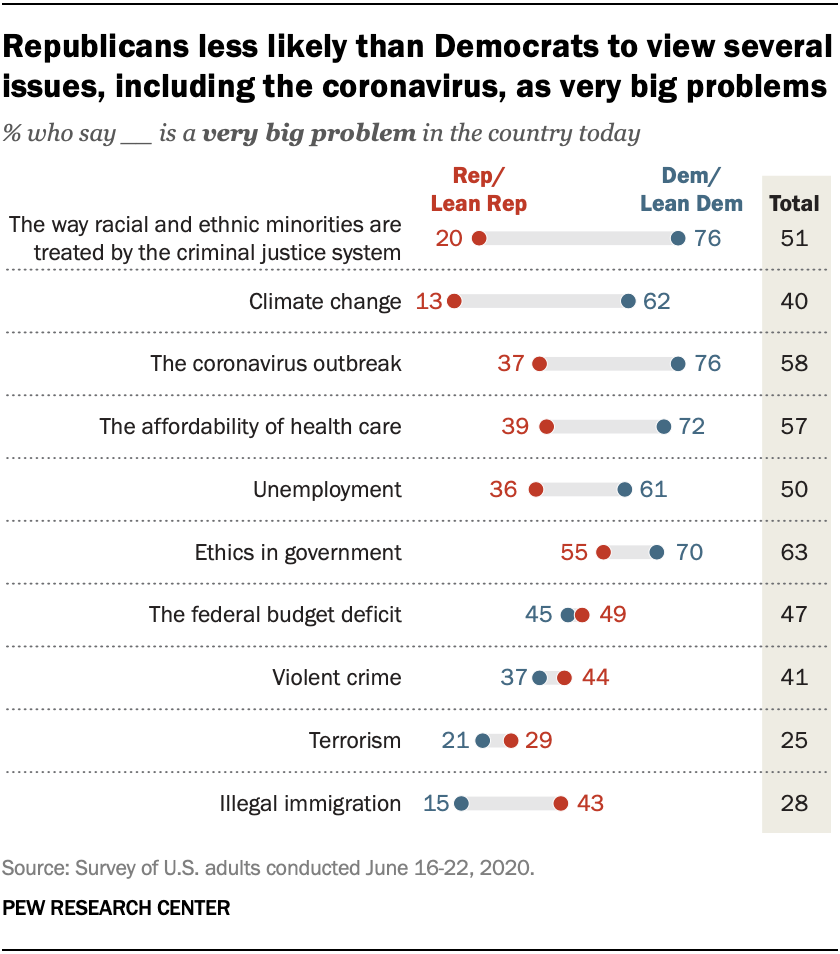 Republicans less likely than Democrats to view several
issues, including the coronavirus, as very big problems
% who say __ is a very big problem in the country today
Rep/
Lean Rep
Dem/
Lean Dem
Total
The way racial and ethnic minorities are
treated by the criminal justice system
20 76 51
Climate change 13 62 40
The coronavirus outbreak 37 76 58
The affordability of health care 39 72 57
Unemployment 36 61 50
Ethics in government 55 70 63
The federal budget deficit 45 49 47
Violent crime 37 44 41
Terrorism 21 29 25
Illegal immigration 15 43 28
Source: Survey of U.S. adults conducted June 16-22, 2020.
PEW RESEARCH CENTER